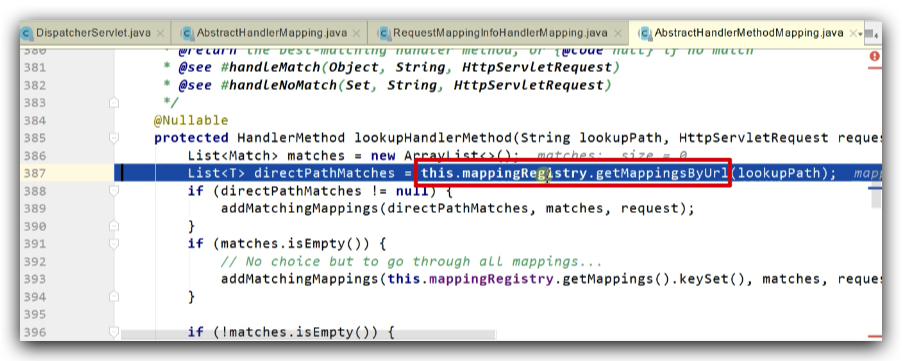 DispatcherServlet.java × AbstractHandlerMapping.java × RequestMappingInfoHandlerMapping.java × AbstractHandlerMethodMapping.java ×
380 * @return the best-matching handler method, or {@code null} if no match
381 * @see #handleMatch(Object, String, HttpServletRequest)
382 * @see #handleNoMatch(Set, String, HttpServletRequest)
383 */
384 @Nullable
385 protected HandlerMethod lookupHandlerMethod(String lookupPath, HttpServletRequest reque
386 List<Match> matches = new ArrayList<>(); matches: size = 0
387 List<T> directPathMatches = this.mappingRegistry.getMappingsByUrl(lookupPath); mapp
388 if (directPathMatches != null) {
389 addMatchingMappings(directPathMatches, matches, request);
390 }
391 if (matches.isEmpty()) {
392 // No choice but to go through all mappings...
393 addMatchingMappings(this.mappingRegistry.getMappings().keySet(), matches, reque
394 }
395
396 if (!matches.isEmpty()) {